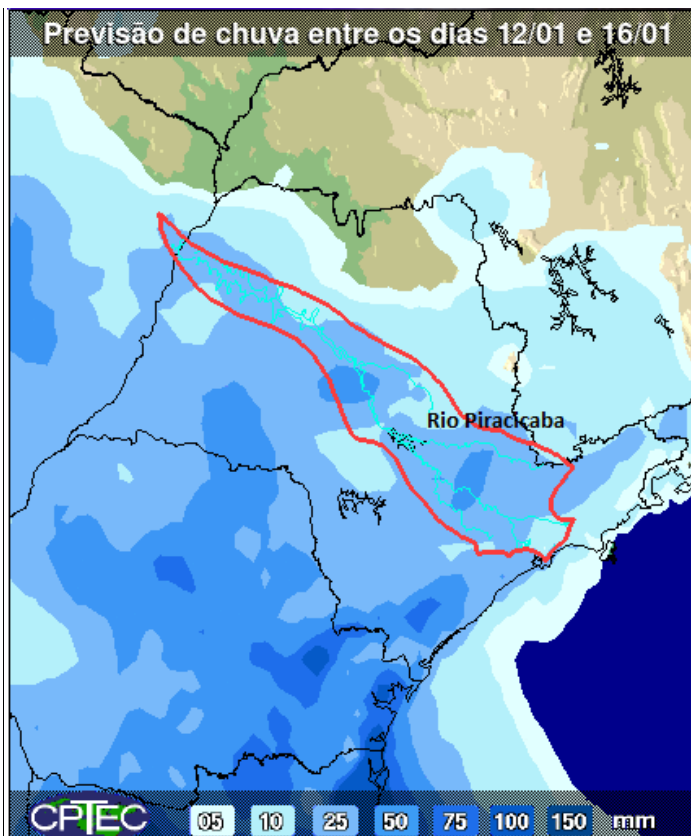 Previsão de chuva entre os dias 12/01 e 16/01
Rio Piracicaba
CPTEC 05 10 25 50 75 100 150 mm